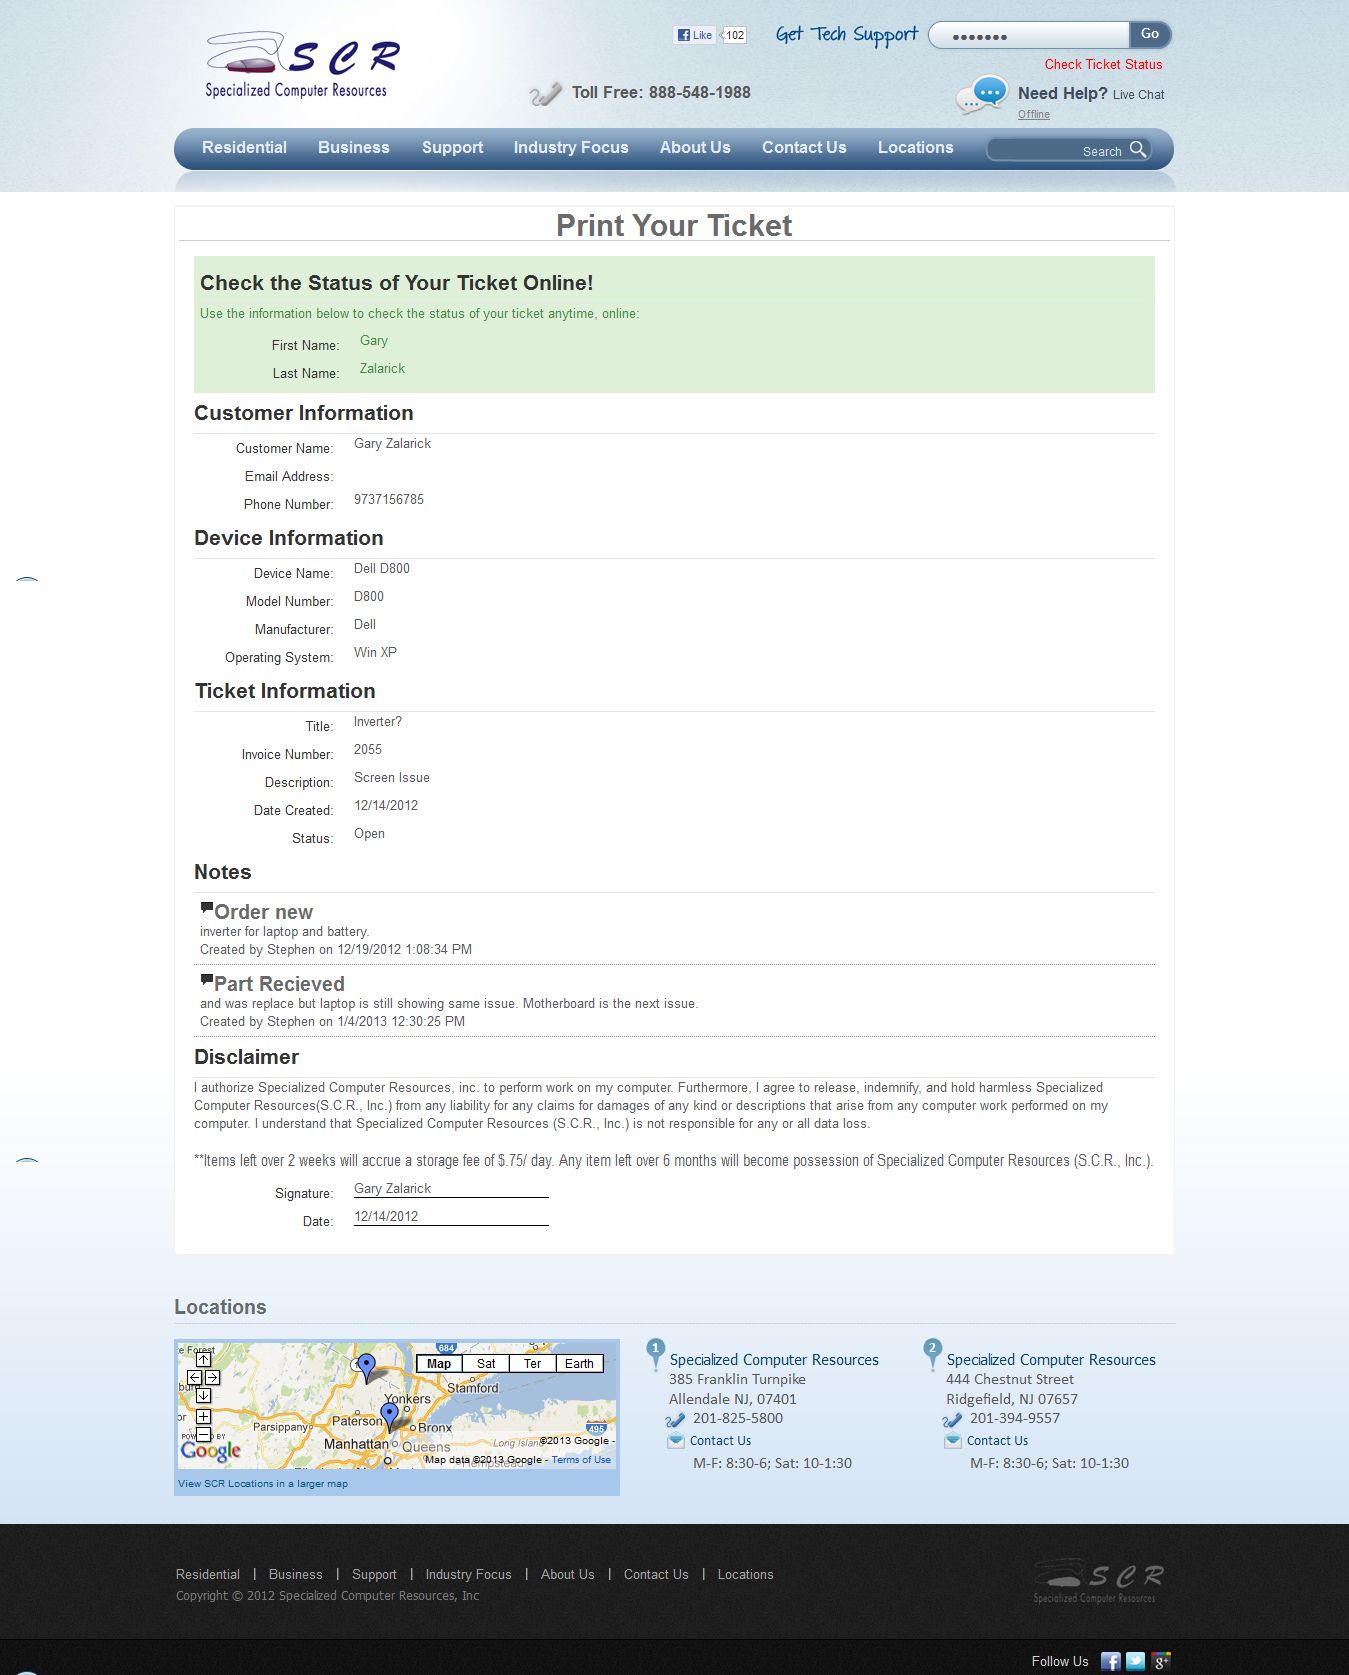 SCR
Specialized Computer Resources
Like 102
Get Tech Support
Go
Check Ticket Status
Toll Free: 888-548-1988
Need Help? Live Chat
Offline
Residential Business Support Industry Focus About Us Contact Us Locations Search
Print Your Ticket
Check the Status of Your Ticket Online!
Use the information below to check the status of your ticket anytime, online:
First Name: Gary
Last Name: Zalarick
Customer Information
Customer Name: Gary Zalarick
Email Address:
Phone Number: 9737156785
Device Information
Device Name: Dell D800
Model Number: D800
Manufacturer: Dell
Operating System: Win XP
Ticket Information
Title: Inverter?
Invoice Number: 2055
Description: Screen Issue
Date Created: 12/14/2012
Status: Open
Notes
Order new
inverter for laptop and battery.
Created by Stephen on 12/19/2012 1:08:34 PM
Part Recieved
and was replace but laptop is still showing same issue. Motherboard is the next issue.
Created by Stephen on 1/4/2013 12:30:25 PM
Disclaimer
I authorize Specialized Computer Resources, inc. to perform work on my computer. Furthermore, I agree to release, indemnify, and hold harmless Specialized
Computer Resources(S.C.R., Inc.) from any liability for any claims for damages of any kind or descriptions that arise from any computer work performed on my
computer. I understand that Specialized Computer Resources (S.C.R., Inc.) is not responsible for any or all data loss.
**Items left over 2 weeks will accrue a storage fee of $.75/ day. Any item left over 6 months will become possession of Specialized Computer Resources (S.C.R., Inc.).
Signature: Gary Zalarick
Date: 12/14/2012
Locations
684
Map Sat Ter Earth
Stamford
Yonkers
Paterson
Parsippany
Bronx
495
Manhattan
Queens
Long Island
©2013 Google -
POWERED BY
Google
Hempstead
Map data ©2013 Google - Terms of Use
View SCR Locations in a larger map
1
Specialized Computer Resources
385 Franklin Turnpike
Allendale NJ, 07401
201-825-5800
Contact Us
M-F: 8:30-6; Sat: 10-1:30
2
Specialized Computer Resources
444 Chestnut Street
Ridgefield, NJ 07657
201-394-9557
Contact Us
M-F: 8:30-6; Sat: 10-1:30
Residential | Business | Support | Industry Focus | About Us | Contact Us | Locations
Copyright © 2012 Specialized Computer Resources, Inc
SCR
Specialized Computer Resources
Follow Us